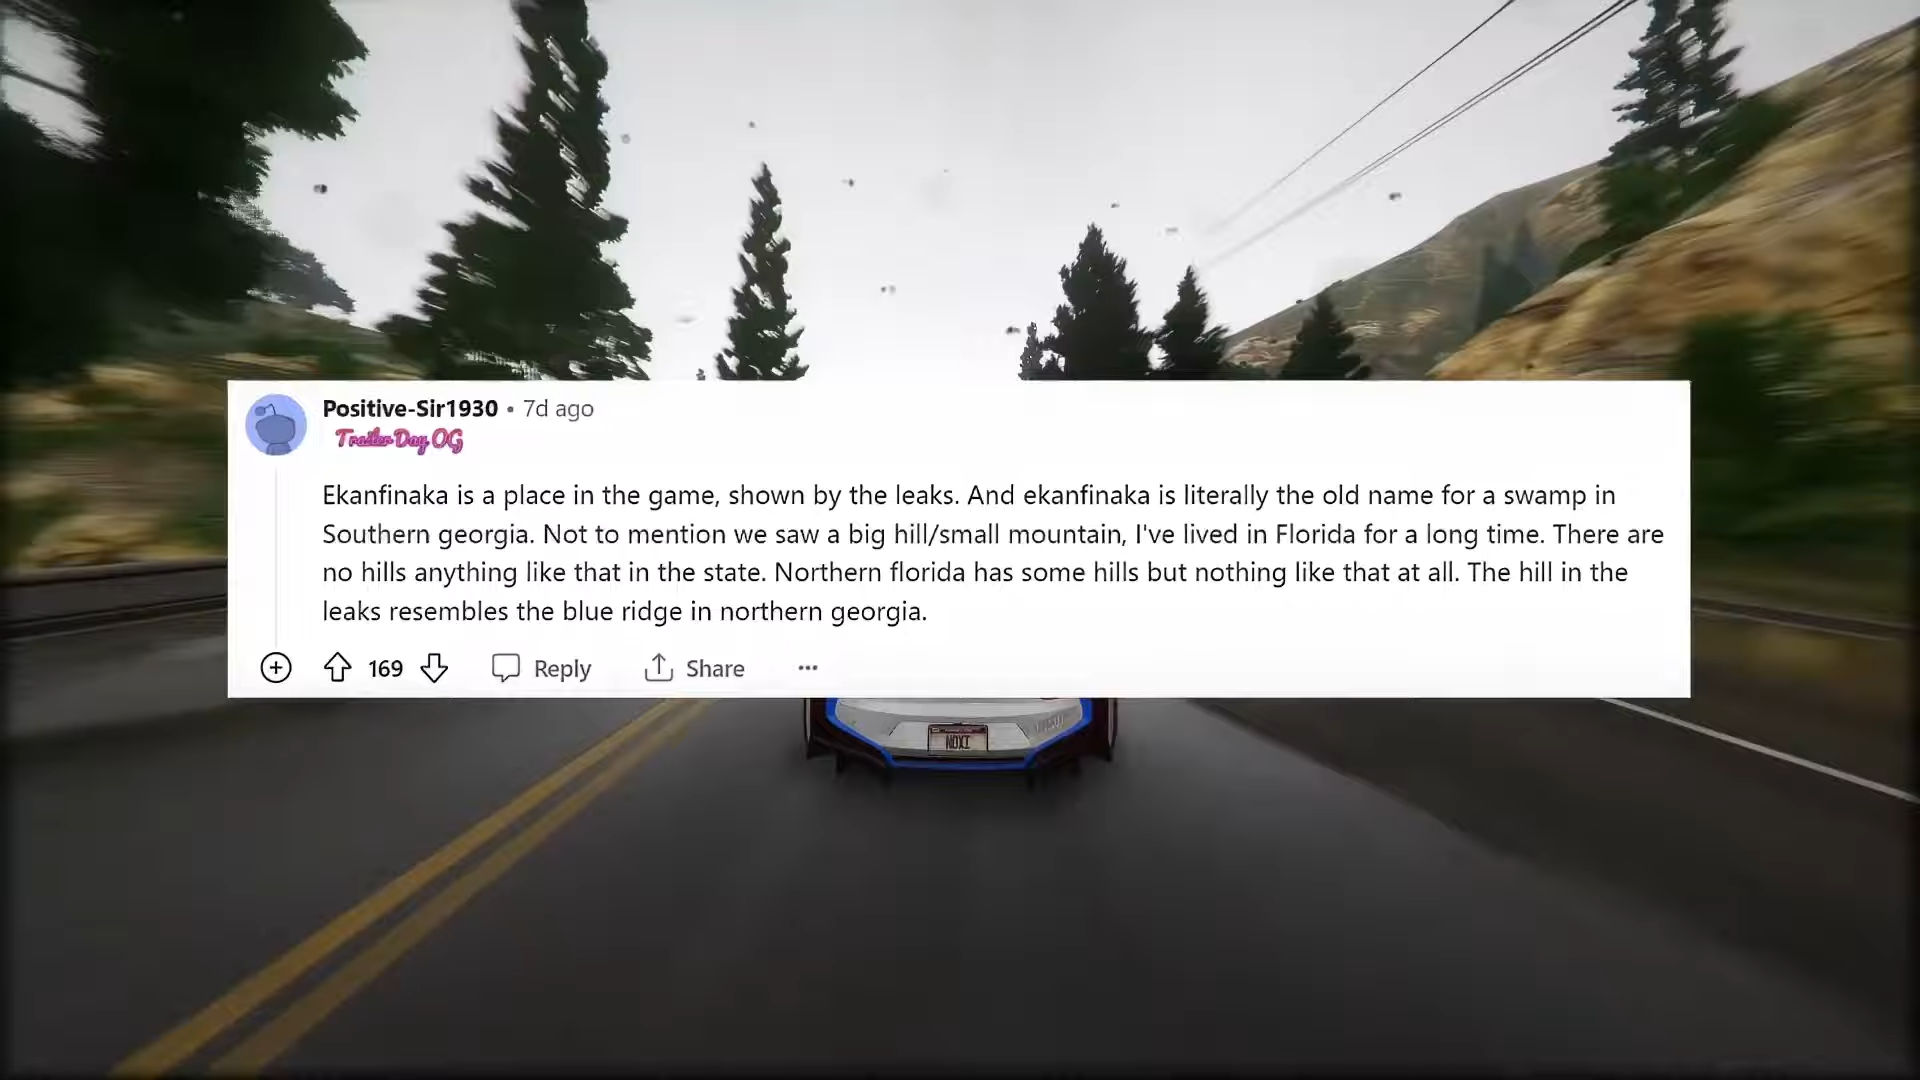 Positive-Sir1930 • 7d ago
Trailer Day OG
Ekanfinaka is a place in the game, shown by the leaks. And ekanfinaka is literally the old name for a swamp in
Southern georgia. Not to mention we saw a big hill/small mountain, I've lived in Florida for a long time. There are
no hills anything like that in the state. Northern florida has some hills but nothing like that at all. The hill in the
leaks resembles the blue ridge in northern georgia.
169 Reply Share
NOXI